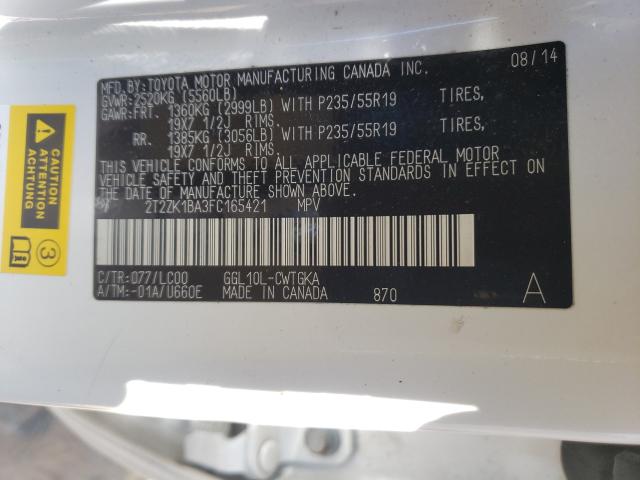 08/14
MFD.BY:TOYOTA MOTOR MANUFACTURING CANADA INC.
GVWR:2520KG (5560LB)
GAWR:FRT. 1360KG (2999LB) WITH P235/55R19 TIRES,
19X7 1/2J RIMS.
RR. 1385KG (3056LB) WITH P235/55R19 TIRES,
19X7 1/2J RIMS.
THIS VEHICLE CONFORMS TO ALL APPLICABLE FEDERAL MOTOR
VEHICLE SAFETY AND THEFT PREVENTION STANDARDS IN EFFECT ON
THE DATE OF MANUFACTURE SHOWN ABOVE.
2T2ZK1BA3FC165421 MPV
C/TR:077/LC00 GGL10L-CWTGKA
A/TM:-01A/U660E MADE IN CANADA 870 A
CAUTION
ATTENTION
ACHTUNG
3